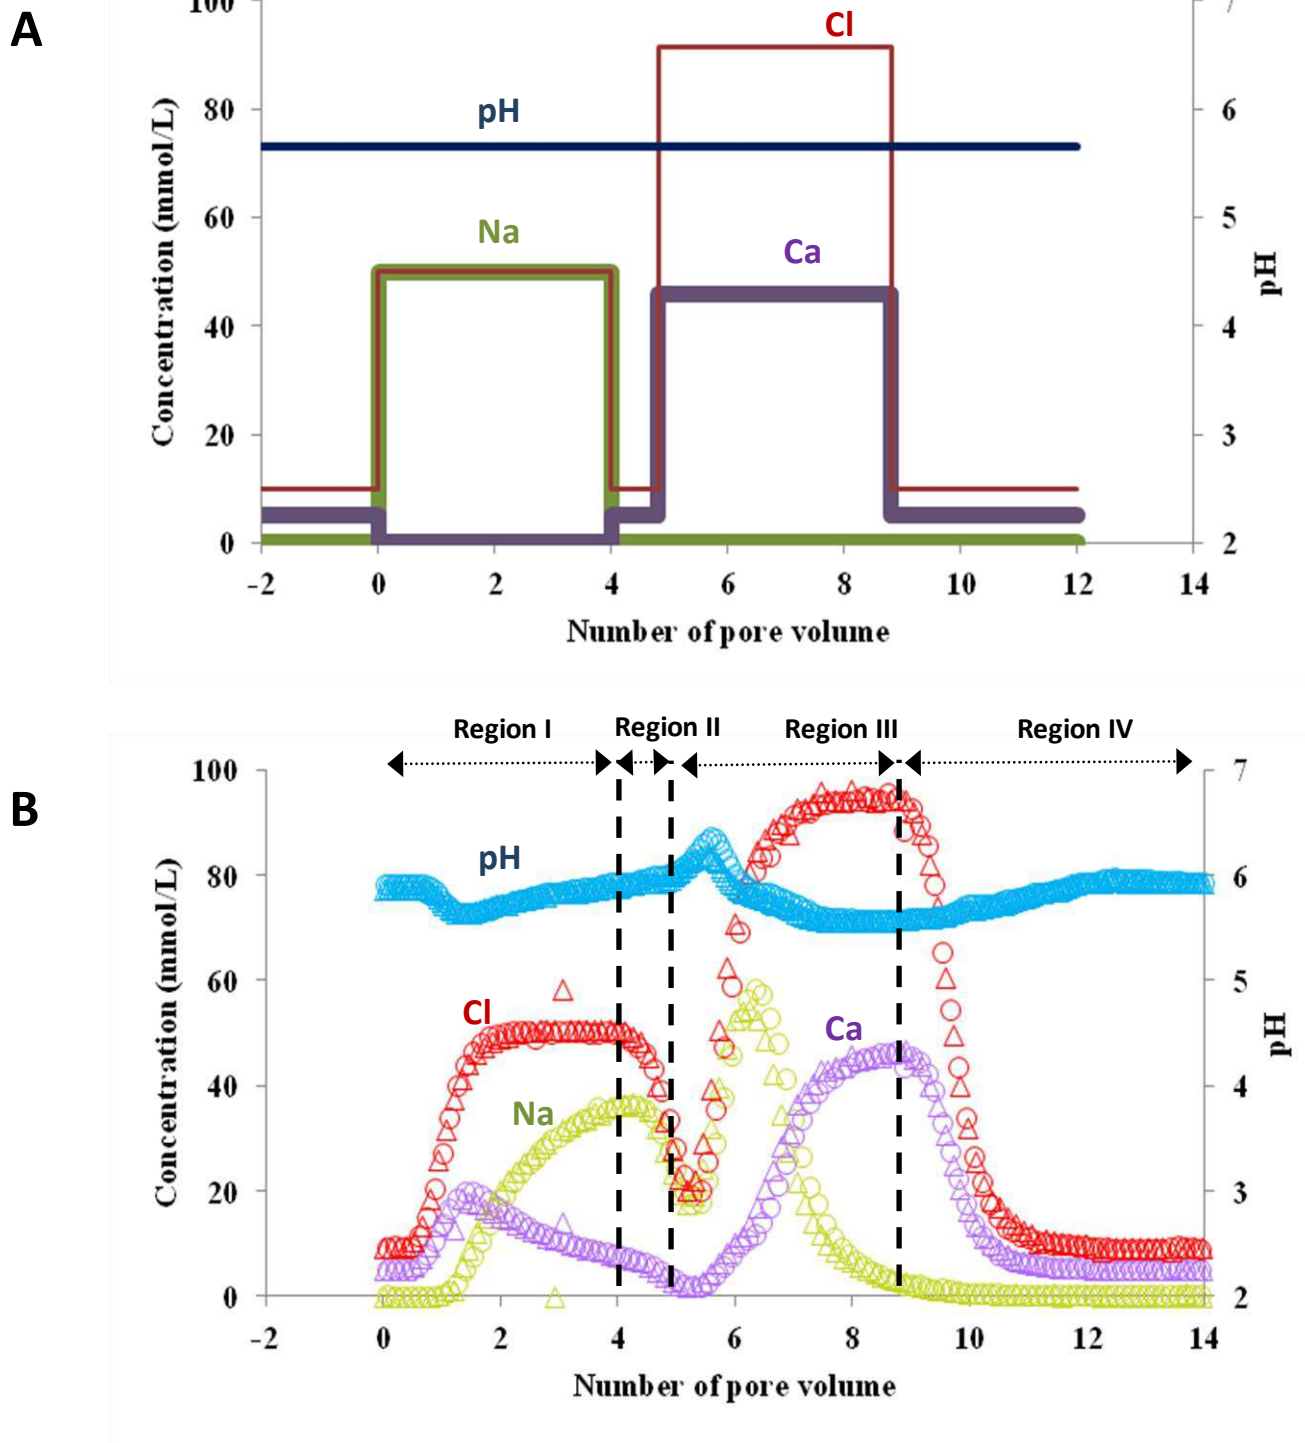 A
100
7
Cl
80
6
pH
60
5
Na
Ca
Concentration (mmol/L)
pH
40
4
20
3
0
2
-2 0 2 4 6 8 10 12 14
Number of pore volume
Region I Region II Region III Region IV
B
100
7
pH
80
6
60
5
Cl
Ca
Na
Concentration (mmol/L)
pH
40
4
20
3
0
2
-2 0 2 4 6 8 10 12 14
Number of pore volume